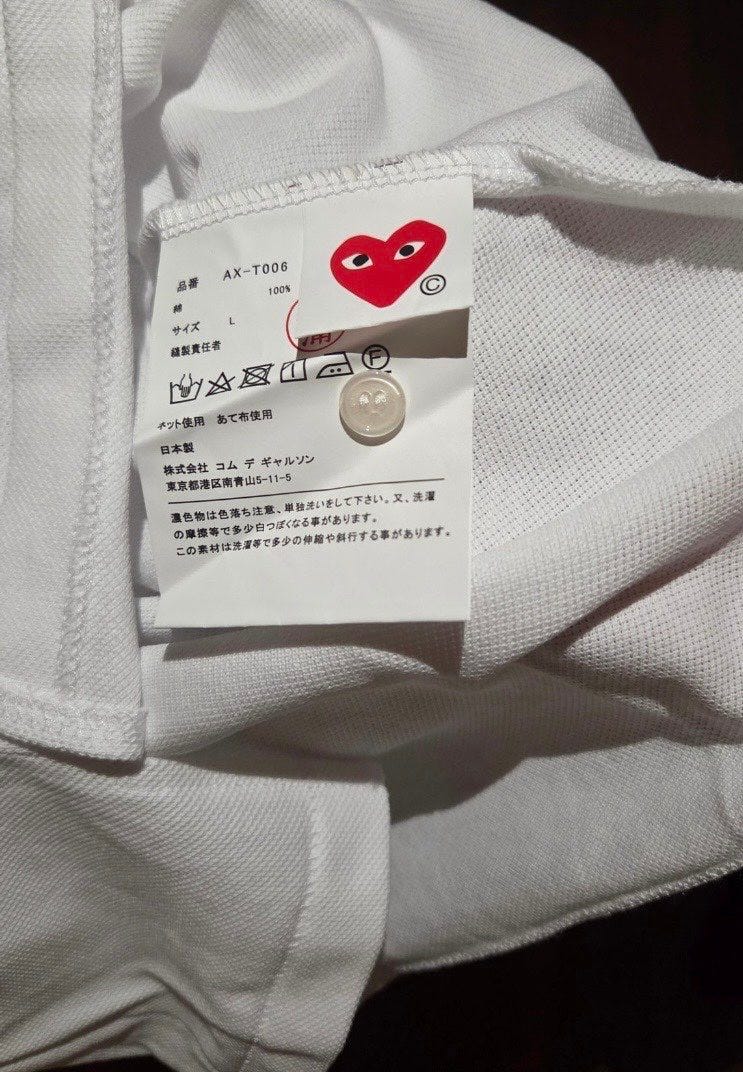 品番 AX-T006
綿 100%
サイズ L
縫製責任者
F
ネット使用 あて布使用
日本製
株式会社 コム デ ギャルソン
東京都港区南青山5-11-5
濃色物は色落ち注意、単独洗いをして下さい。又、洗濯
の摩擦等で多少白っぽくなる事があります。
この素材は洗濯等で多少の伸縮や斜行する事があります。
©